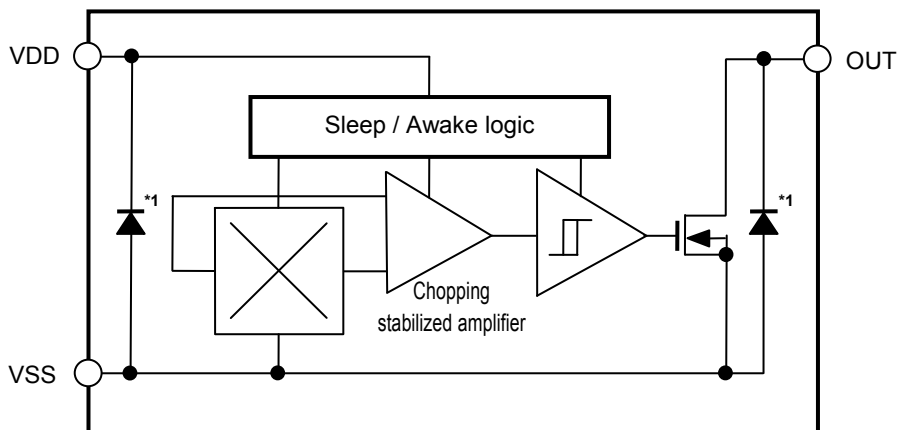 VDD
OUT
Sleep / Awake logic
*1
*1
Chopping
stabilized amplifier
VSS